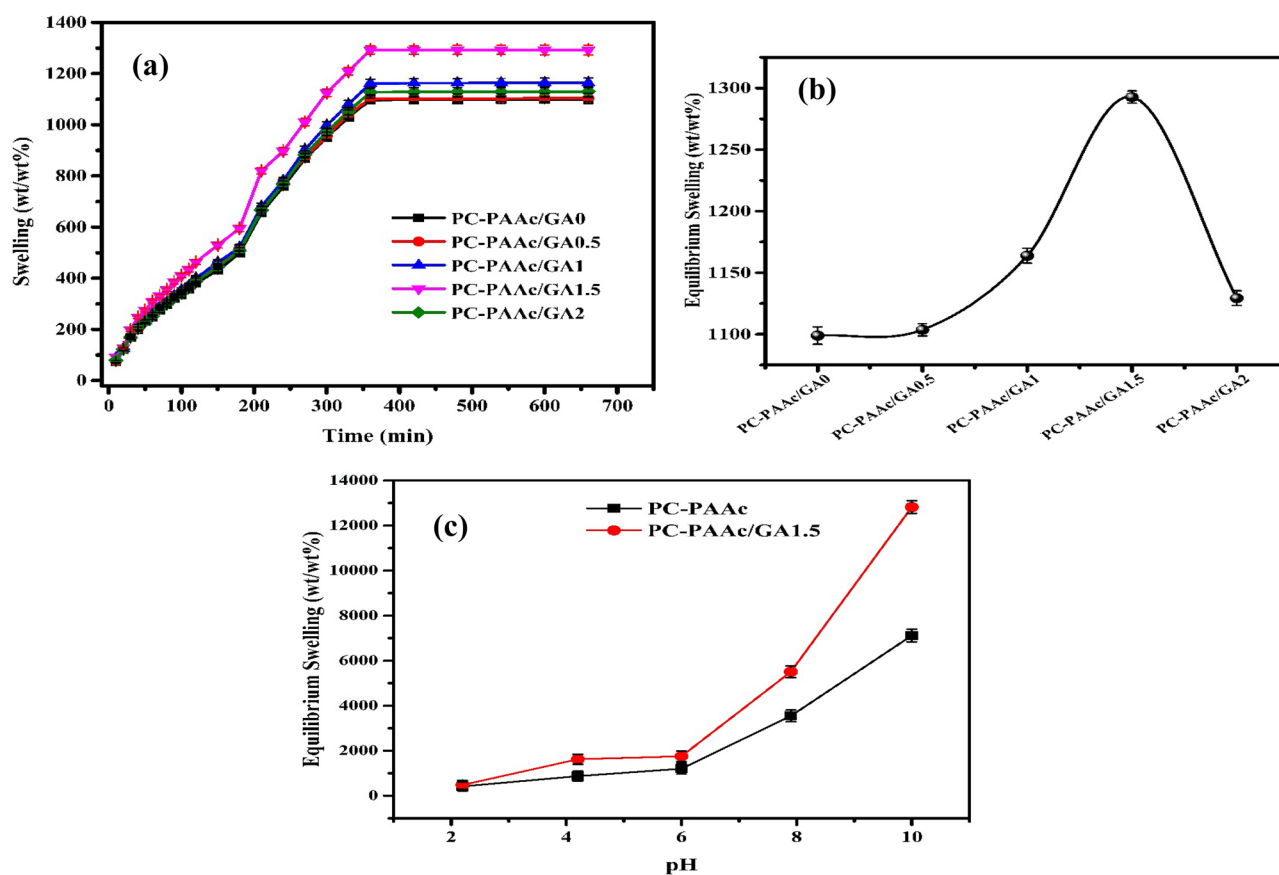 (a)
Swelling (wt/wt%)
1400
1200
1000
800
600
400
200
0
PC-PAAc/GA0
PC-PAAc/GA0.5
PC-PAAc/GA1
PC-PAAc/GA1.5
PC-PAAc/GA2
0 100 200 300 400 500 600 700
Time (min)
(b)
Equilibrium Swelling (wt/wt%)
1300
1250
1200
1150
1100
PC-PAAc/GA0
PC-PAAc/GA0.5
PC-PAAc/GA1
PC-PAAc/GA1.5
PC-PAAc/GA2
(c)
Equilibrium Swelling (wt/wt%)
14000
12000
10000
8000
6000
4000
2000
0
PC-PAAc
PC-PAAc/GA1.5
2 4 6 8 10
pH